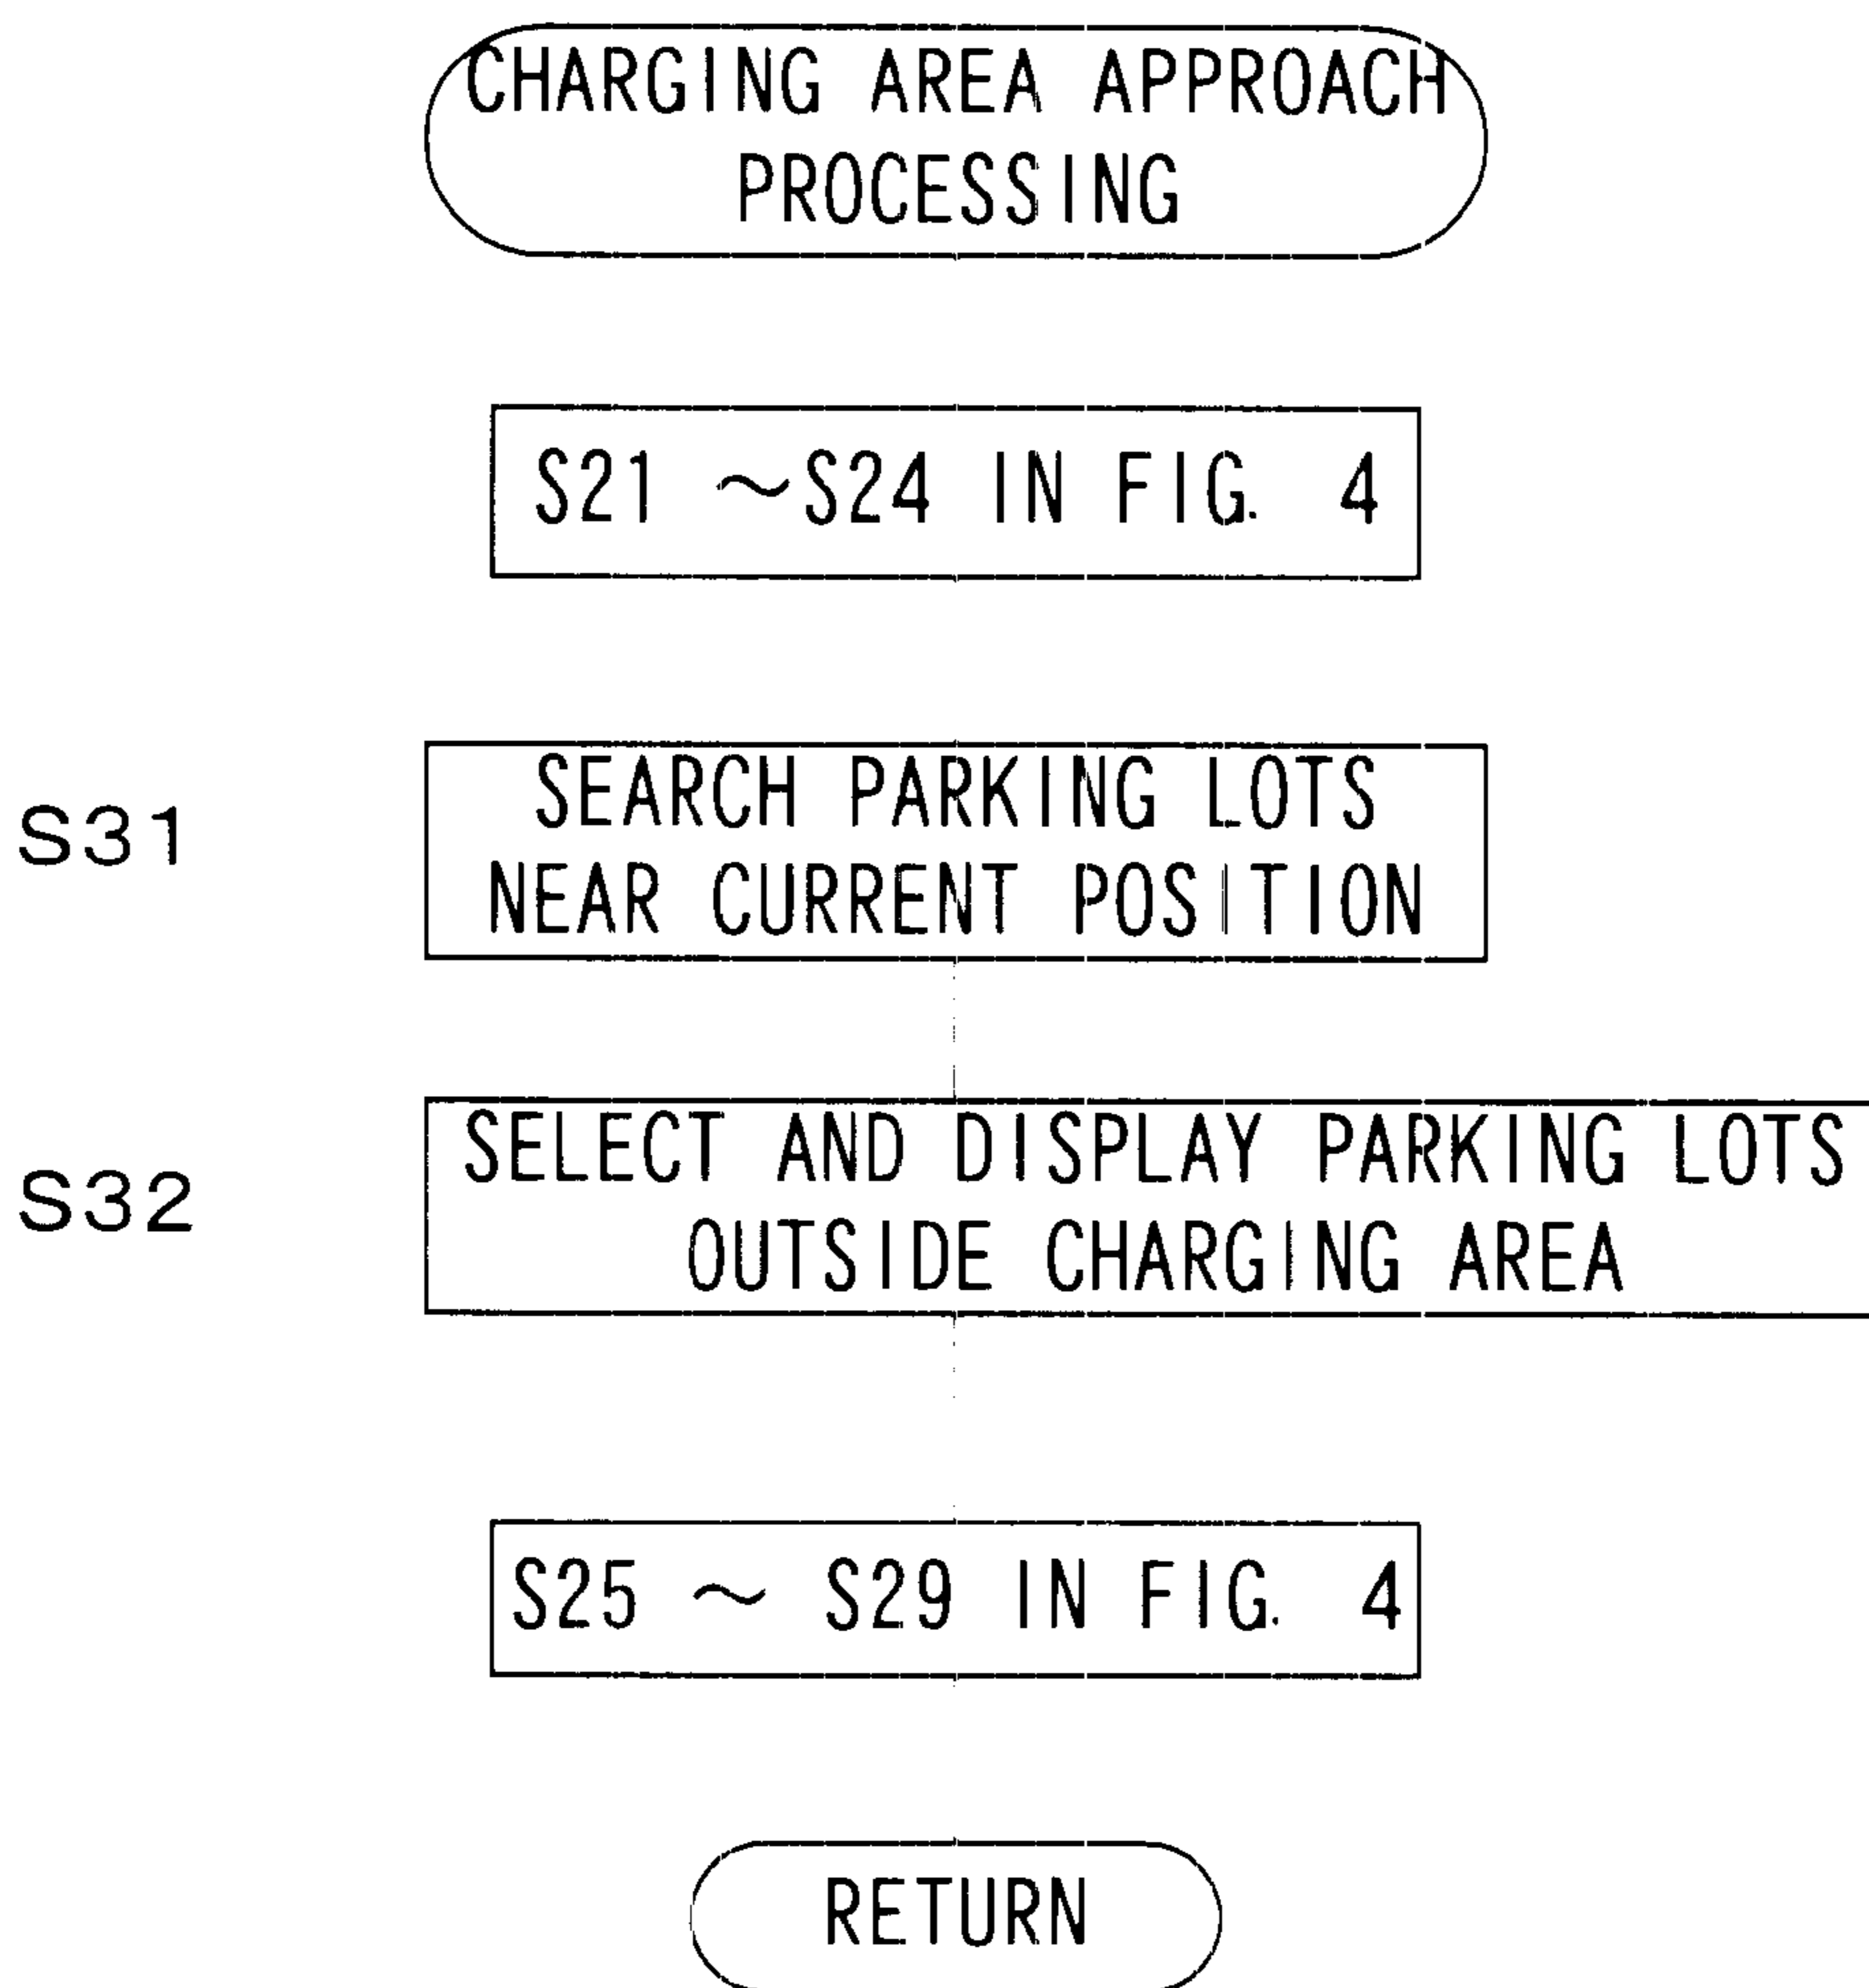 CHARGING AREA APPROACH
PROCESSING
S21 ~S24 IN FIG. 4
S31
SEARCH PARKING LOTS
NEAR CURRENT POSITION
S32
SELECT AND DISPLAY PARKING LOTS
OUTSIDE CHARGING AREA
S25 ~ S29 IN FIG. 4
RETURN